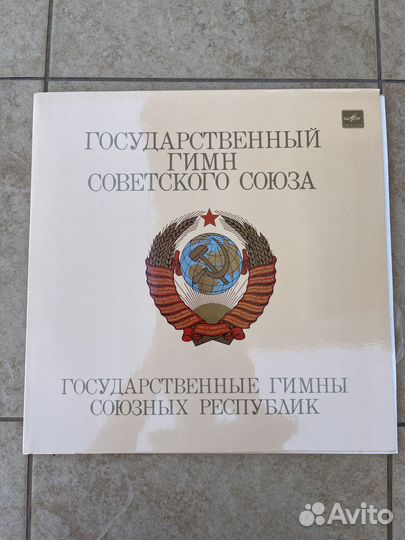 ГОСУДАРСТВЕННЫЙ
ГИМН
СОВЕТСКОГО СОЮЗА
ГОСУДАРСТВЕННЫЕ ГИМНЫ
СОЮЗНЫХ РЕСПУБЛИК
Avito